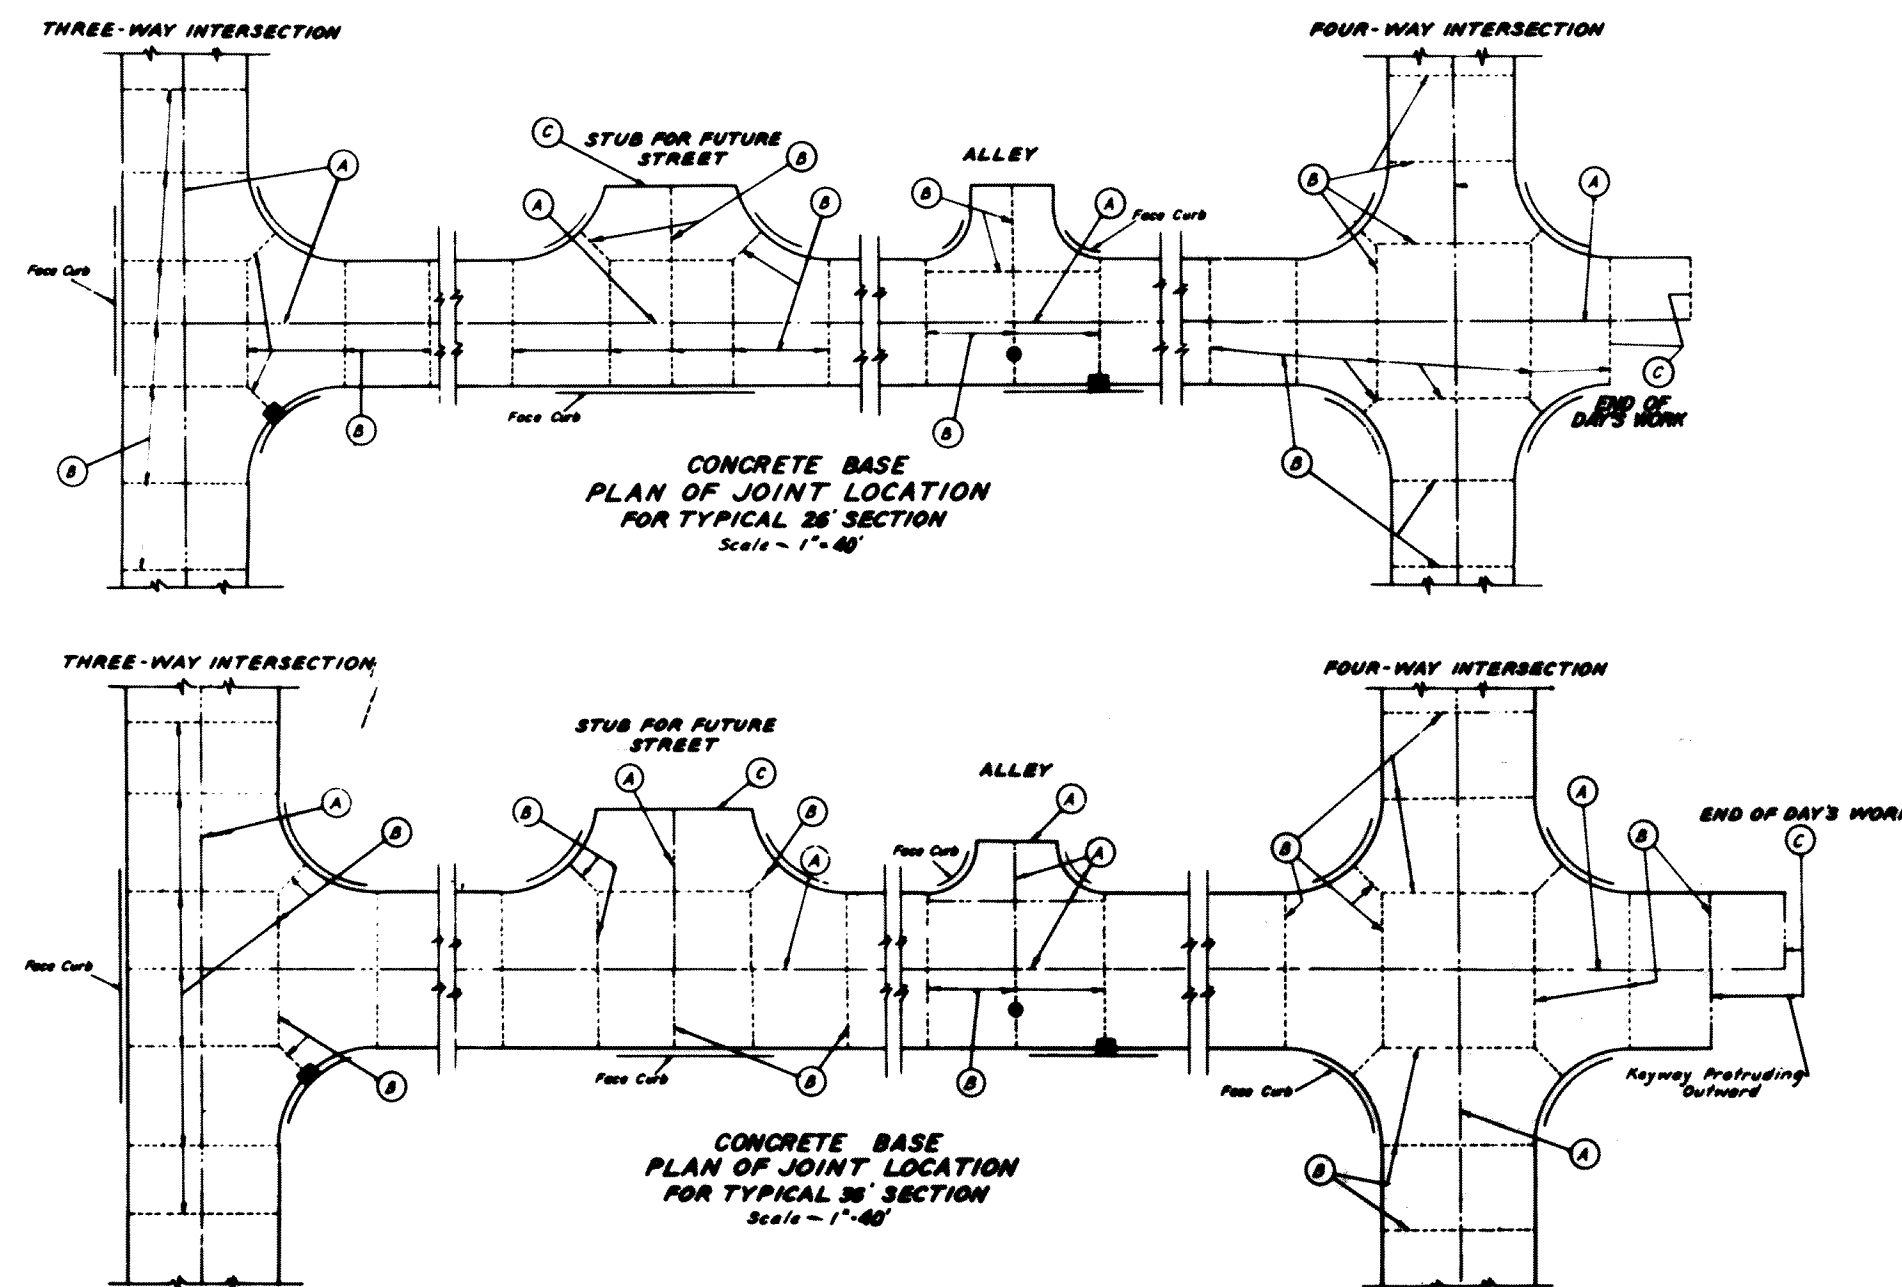 THREE-WAY INTERSECTION
FOUR-WAY INTERSECTION
C
STUB FOR FUTURE
STREET
B
ALLEY
A
B
A
B
B
A
Face Curb
A
Face Curb
C
END OF
DAY'S WORK
Face Curb
B
B
B
B
CONCRETE BASE
PLAN OF JOINT LOCATION
FOR TYPICAL 26' SECTION
Scale - 1"=40'
THREE-WAY INTERSECTION
FOUR-WAY INTERSECTION
STUB FOR FUTURE
STREET
A
C
ALLEY
A
A
A
B
B
END OF DAY'S WORK
B
B
C
A
Face Curb
A
B
Face Curb
Face Curb
B
B
B
Face Curb
Keyway Protruding
Outward
CONCRETE BASE
PLAN OF JOINT LOCATION
FOR TYPICAL 36' SECTION
Scale - 1"=40'
A
B